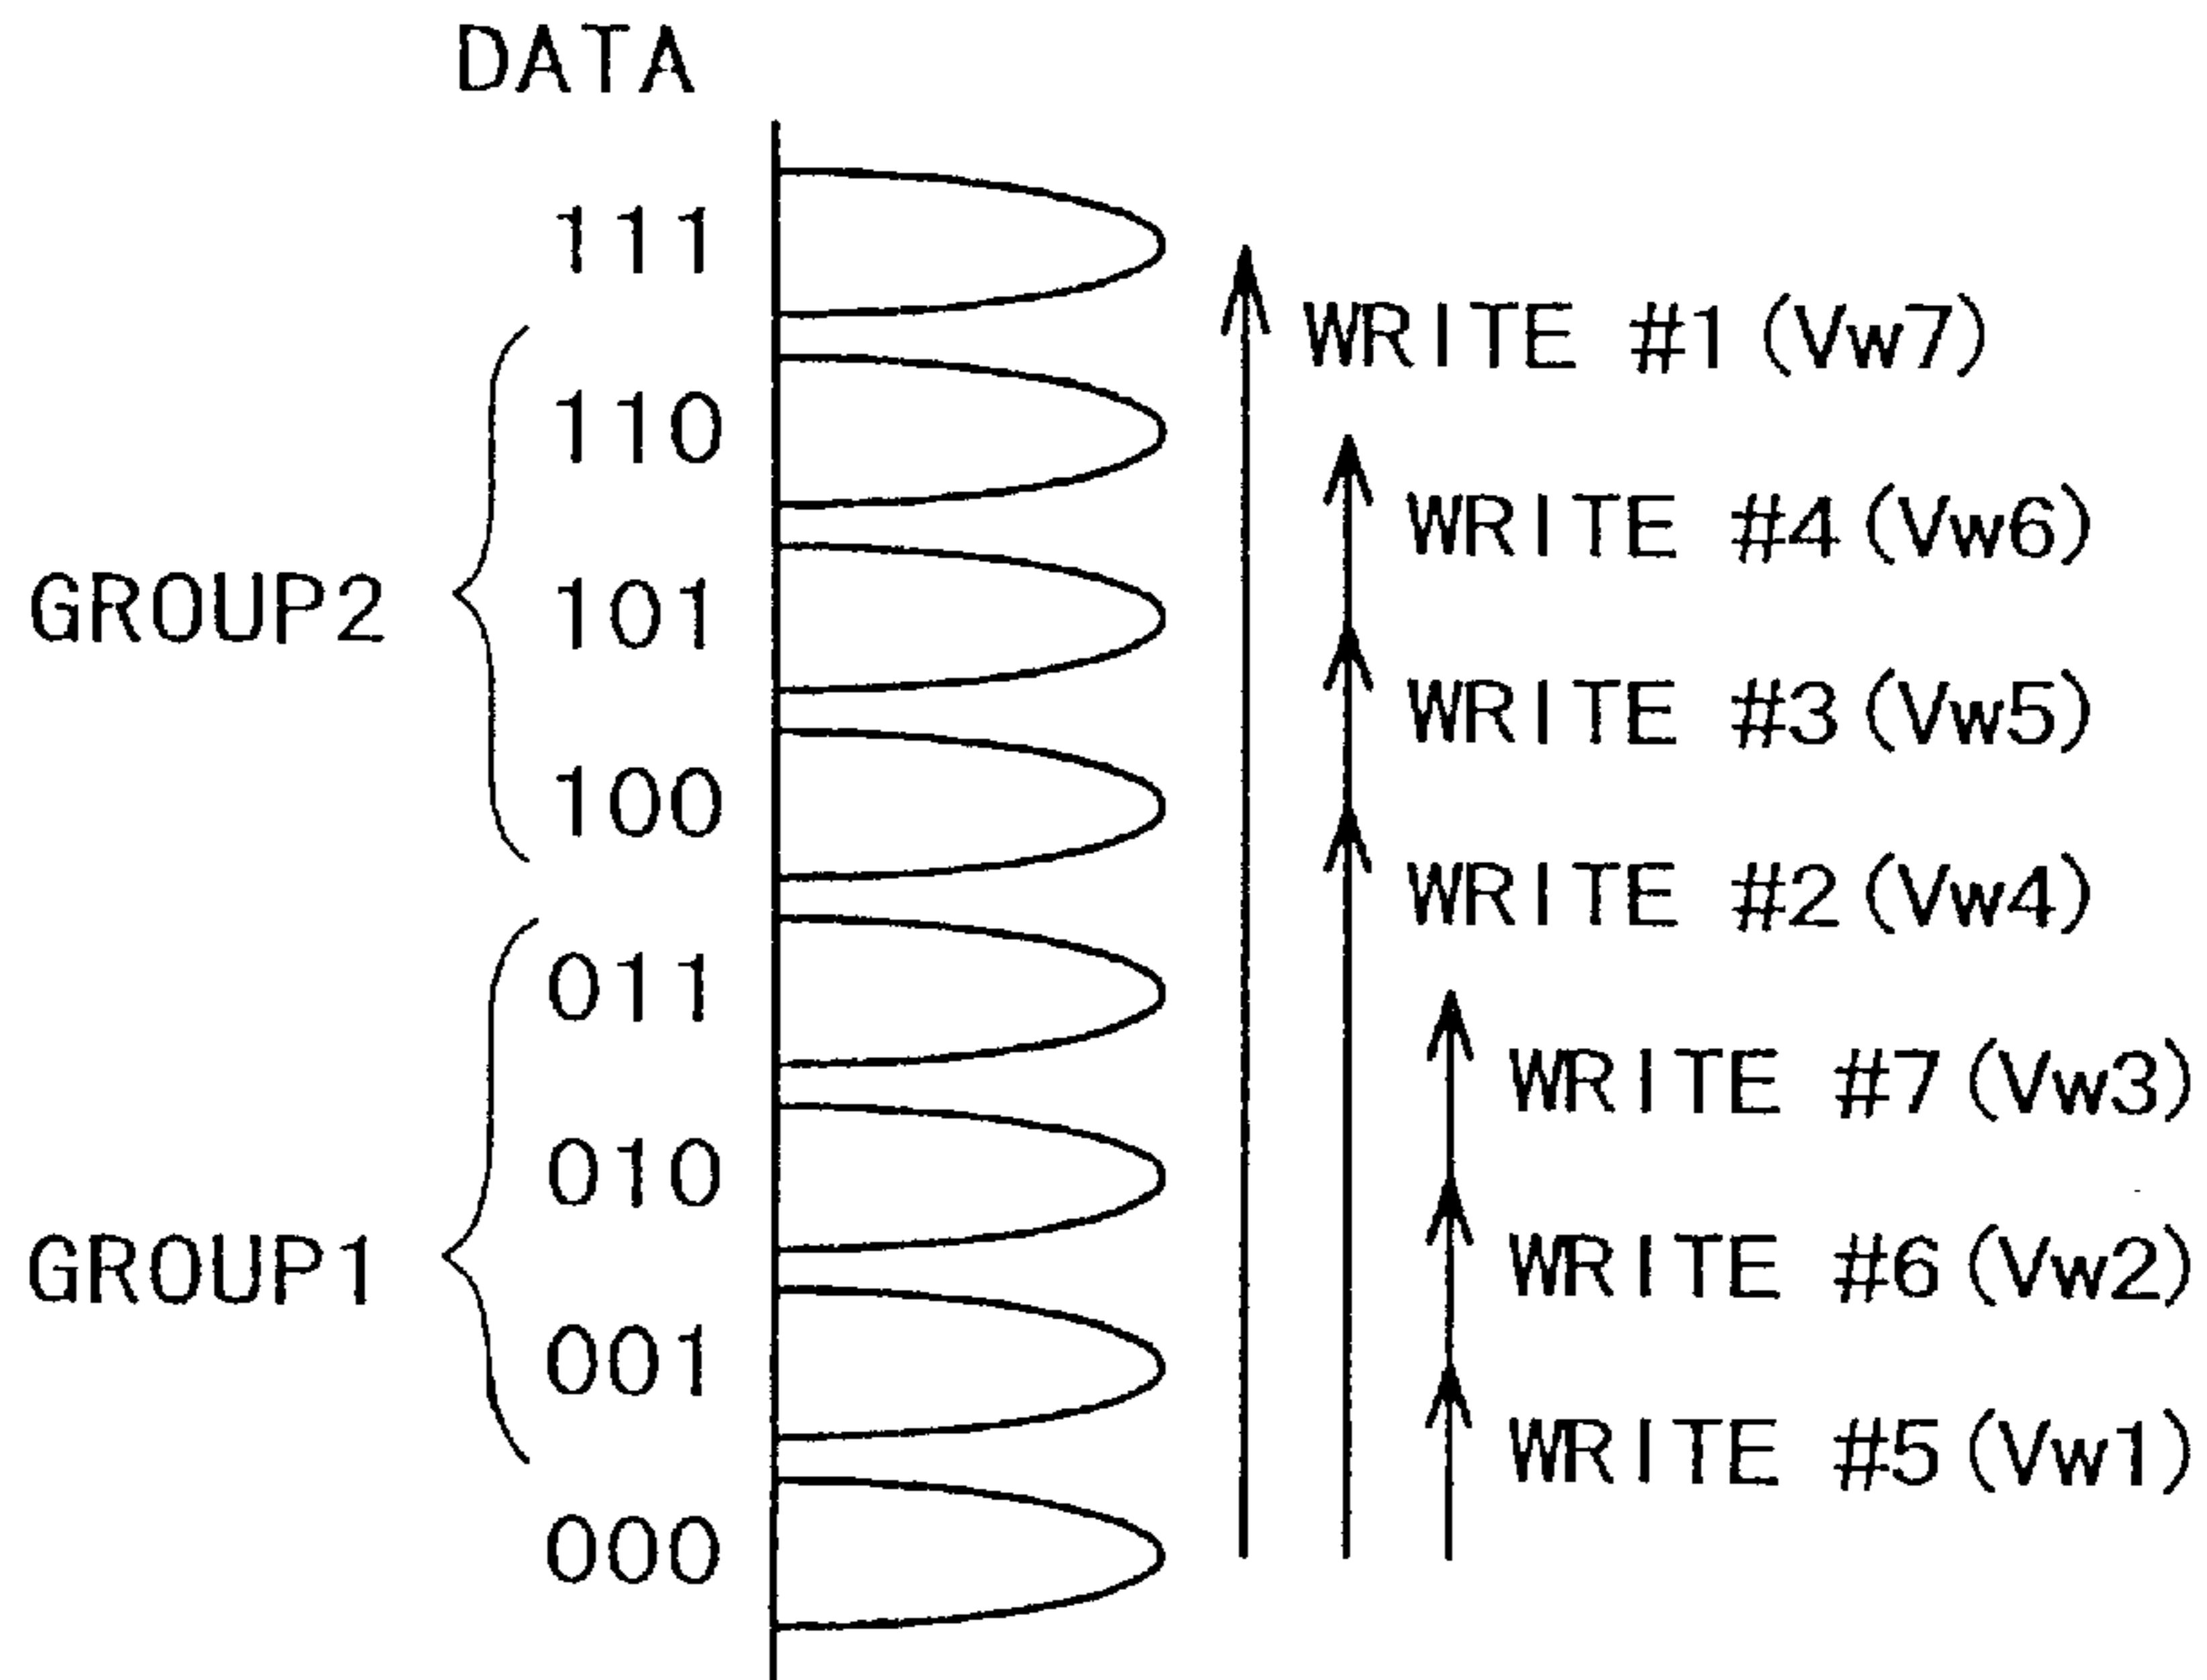 DATA
111
WRITE #1(Vw7)
110
WRITE #4(Vw6)
GROUP2
101
WRITE #3(Vw5)
100
WRITE #2(Vw4)
011
WRITE #7(Vw3)
010
WRITE #6(Vw2)
GROUP1
001
WRITE #5(Vw1)
000